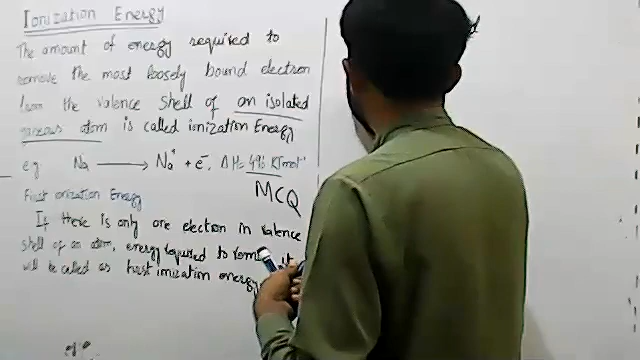 Ionization Energy
The amount of energy required to
remove the most loosely bound electron
from the valence shell of an isolated
gaseous atom is called ionization Energy
e.g Na ⟶ Na⁺ + e⁻, ΔH = 496 KJmol⁻¹
MCQ
First ionization Energy
If there is only one electron in valence
shell of an atom, energy required to it
will be called as first ionization energy